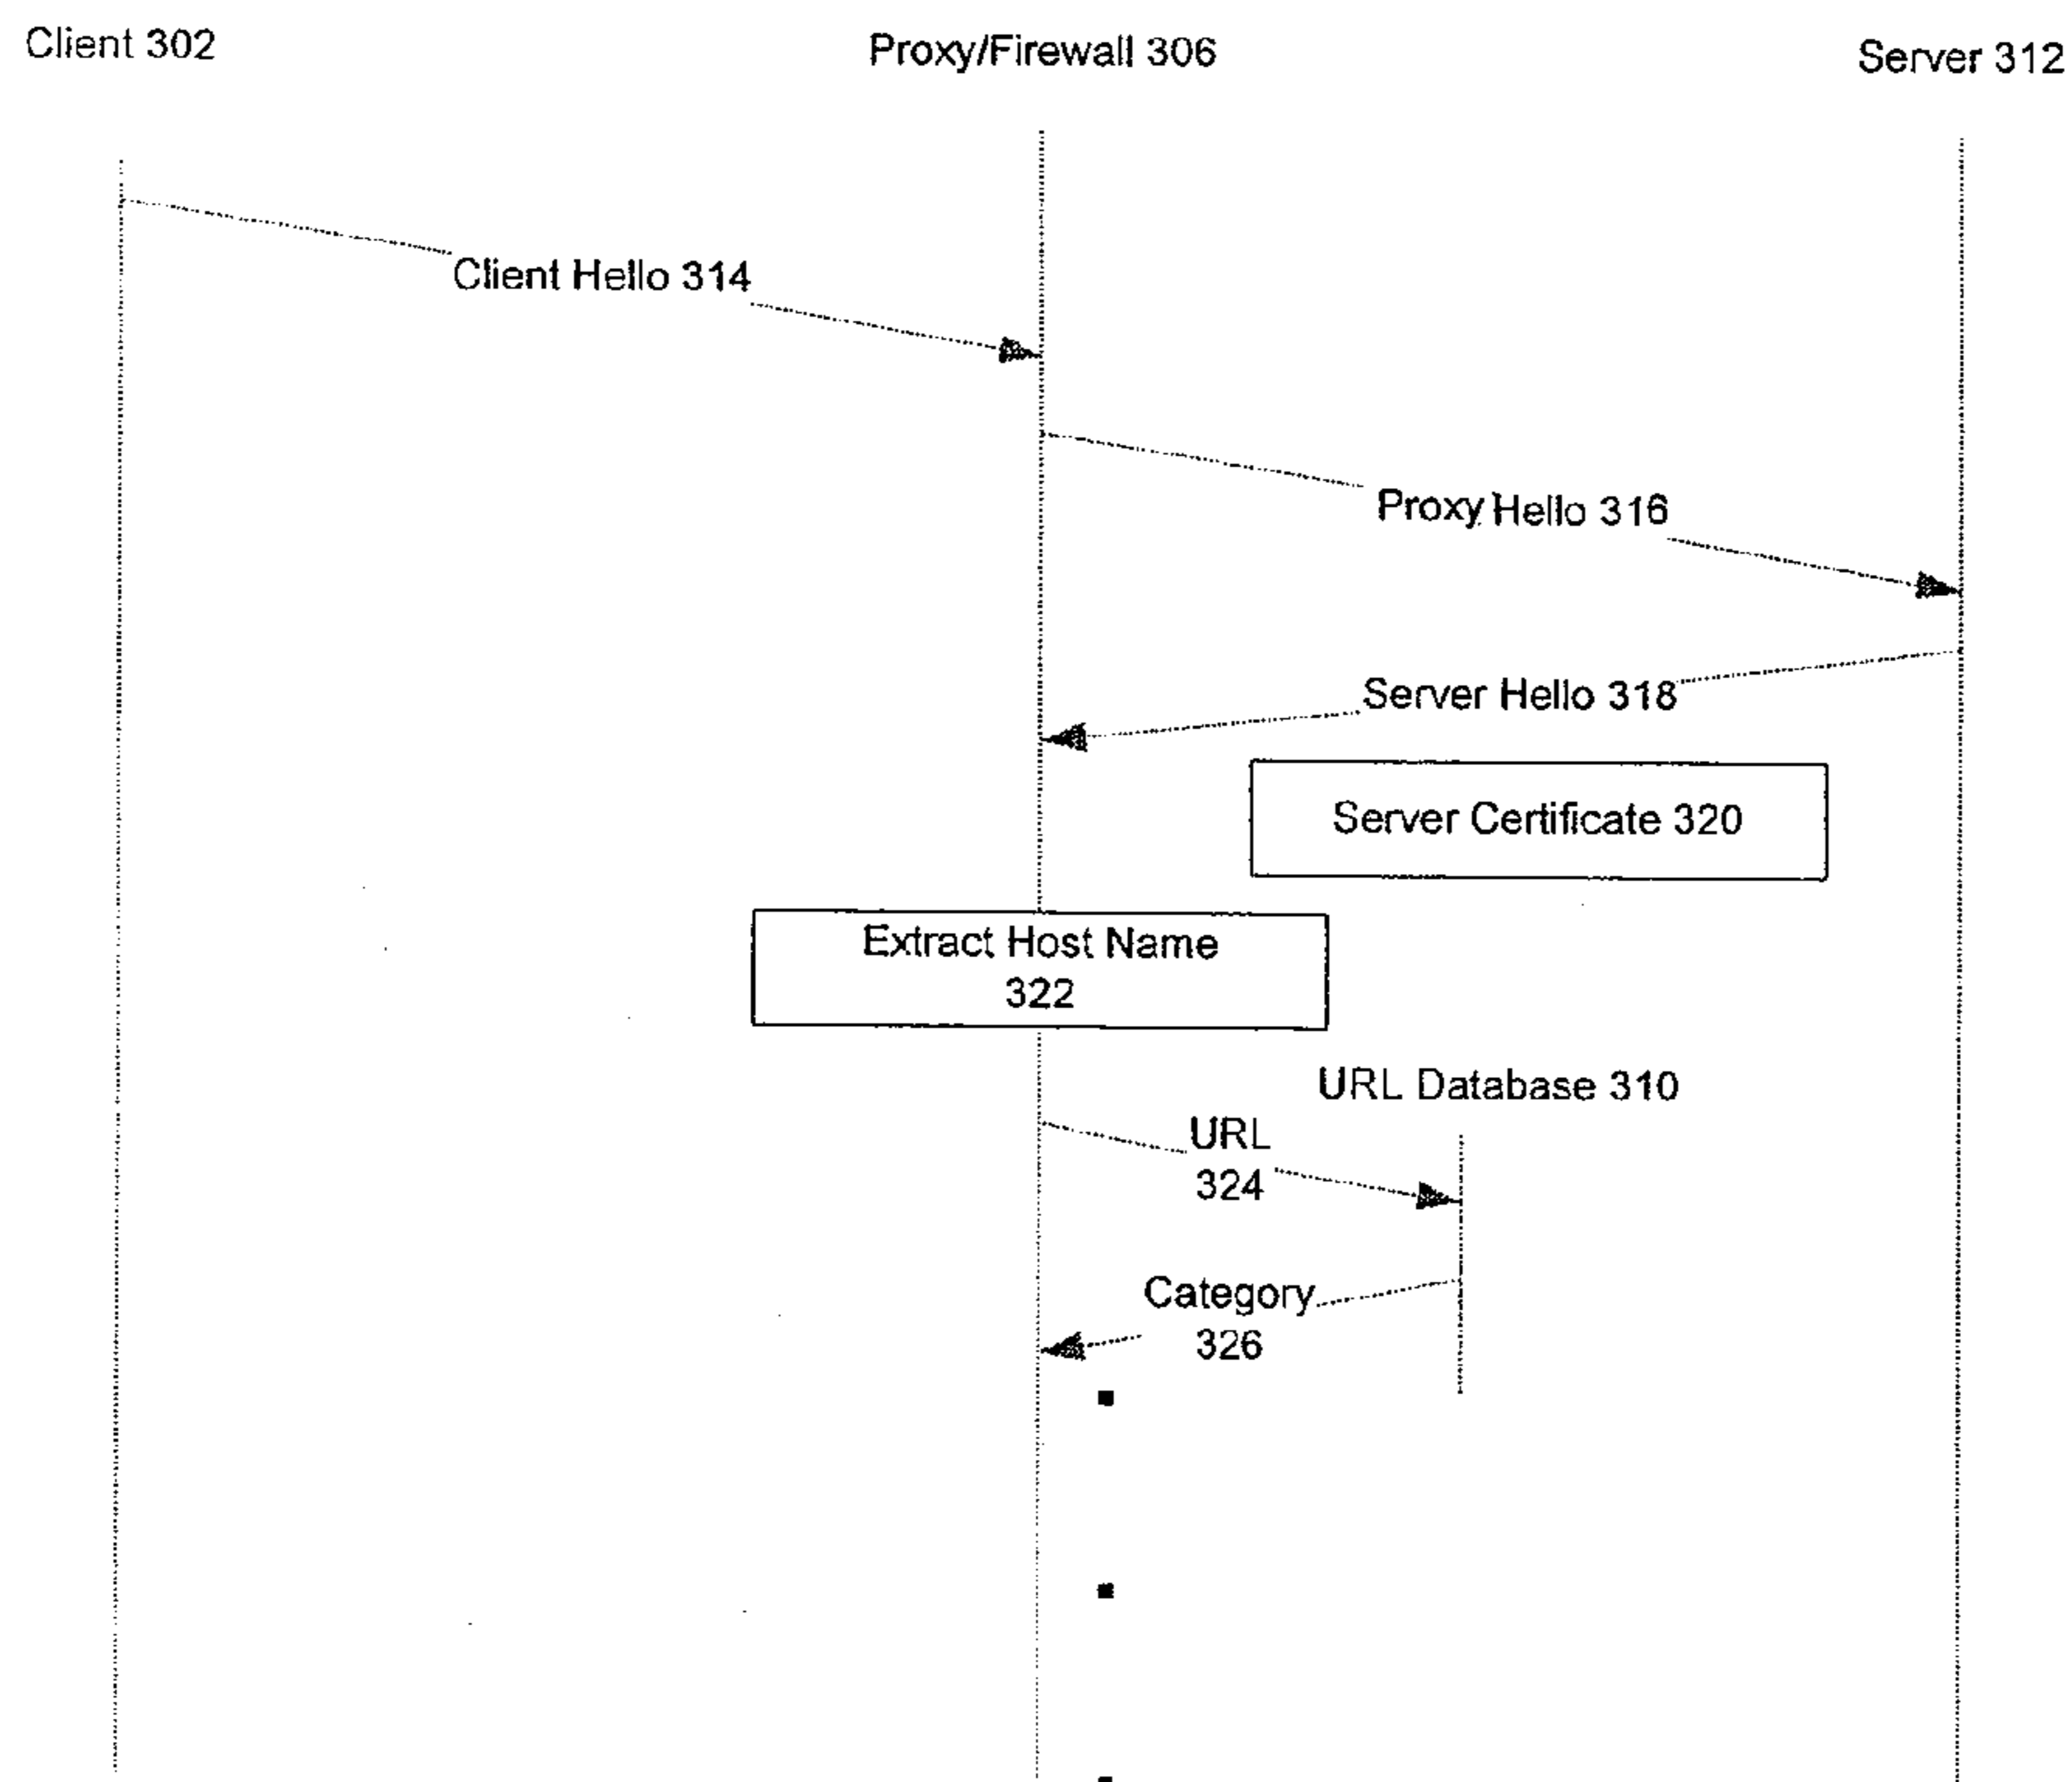 Client 302
Proxy/Firewall 306
Server 312
Client Hello 314
Proxy Hello 316
Server Hello 318
Server Certificate 320
Extract Host Name
322
URL Database 310
URL
324
Category
326